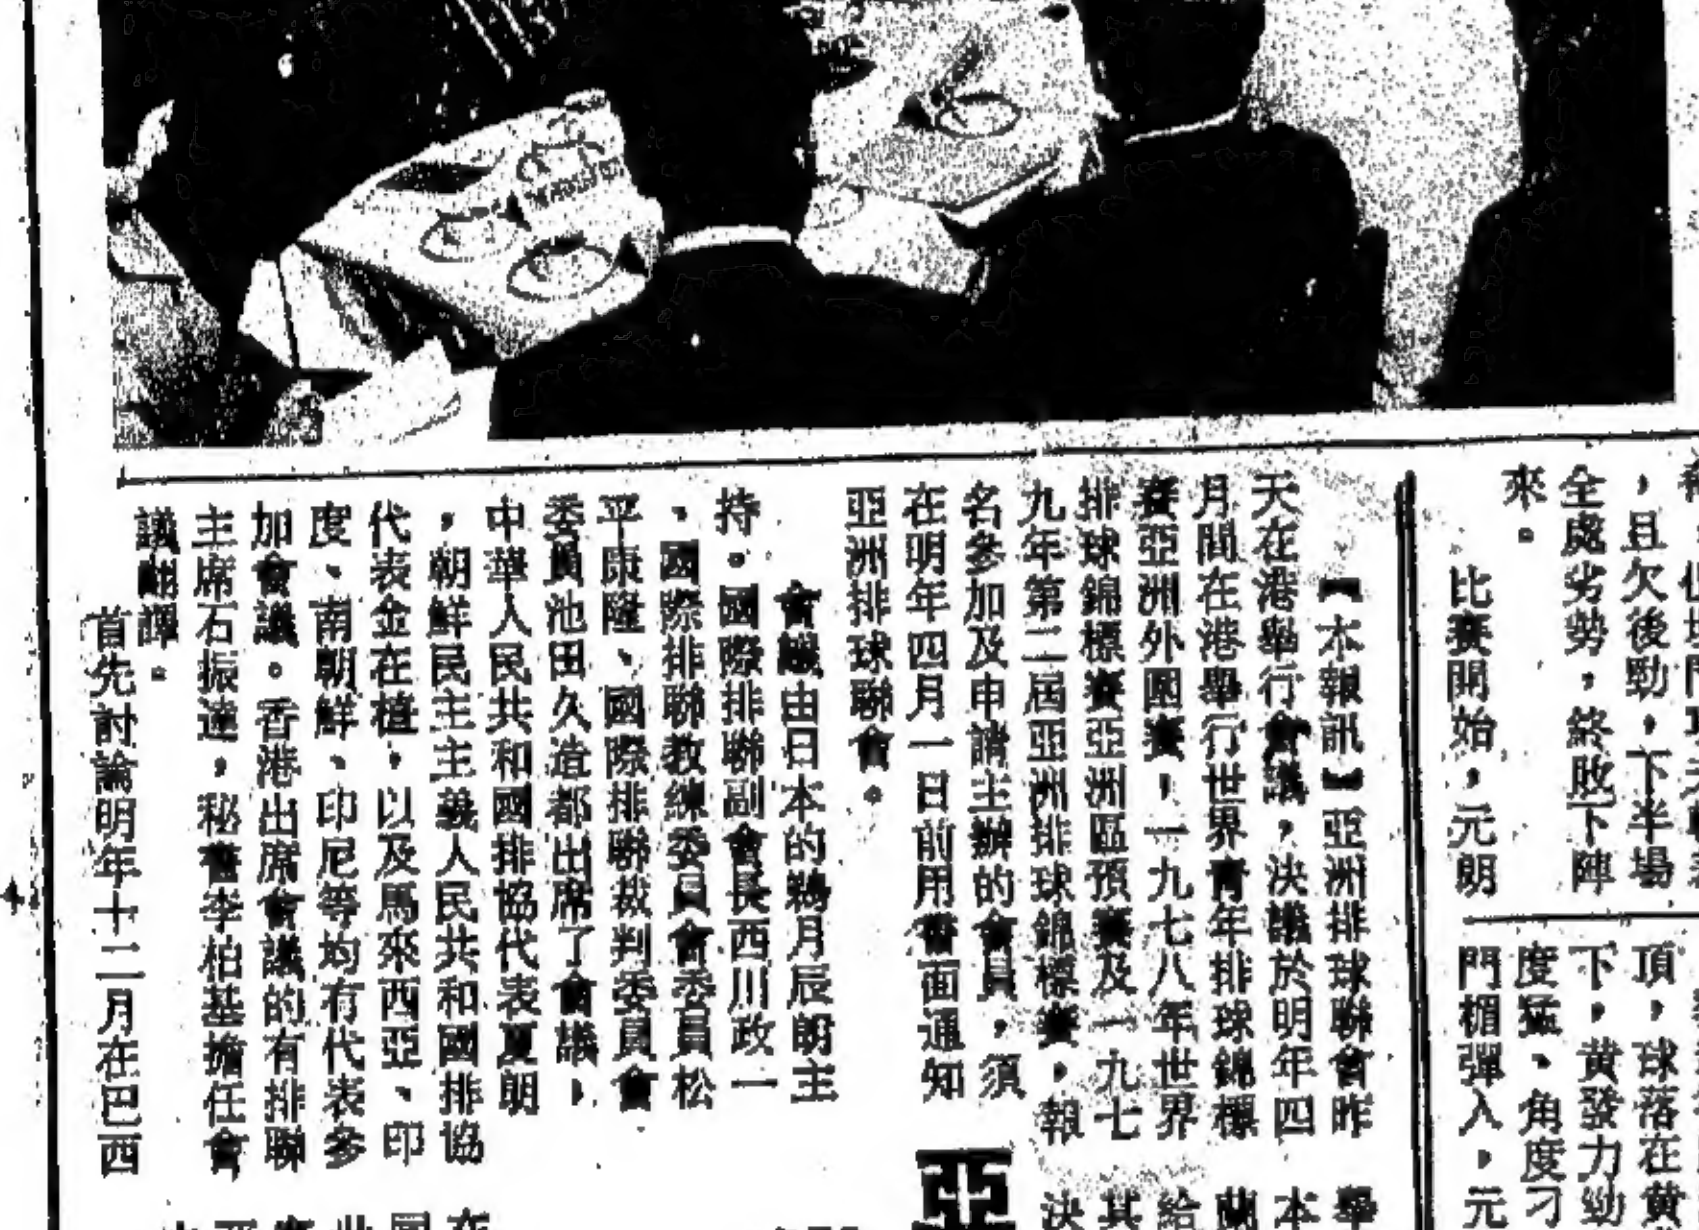 ，且欠後勁，下半場
全處劣勢，終敗下陣
來。
比賽開始，元朗
頂，球落在黃
下，黃發力勁
度猛、角度刁
門楣彈入，元
【本報訊】亞洲排球聯會昨
天在港舉行會議，決議於明年四
月間在港舉行世界青年排球錦標
賽亞洲外圍賽，一九七八年世界
排球錦標賽亞洲區預賽及一九七
九年第二屆亞洲排球錦標賽，報
名參加及申請主辦的會員，須
在明年四月一日前用書面通知
亞洲排球聯會。
會議由日本的鵜月辰朗主
持。國際排聯副會長西川政一
、國際排聯教練委員會委員松
平康隆、國際排聯裁判委員會
委員池田久造都出席了會議，
中華人民共和國排協代表夏朗
，朝鮮民主主義人民共和國排協
代表金在植，以及馬來西亞、印
度、南朝鮮、印尼等均有代表參
加會議。香港出席會議的有排聯
主席石振達，秘書李柏基擔任會
議翻譯。
首先討論明年十二月在巴西
舉
本
蘭
給
其
決
亞